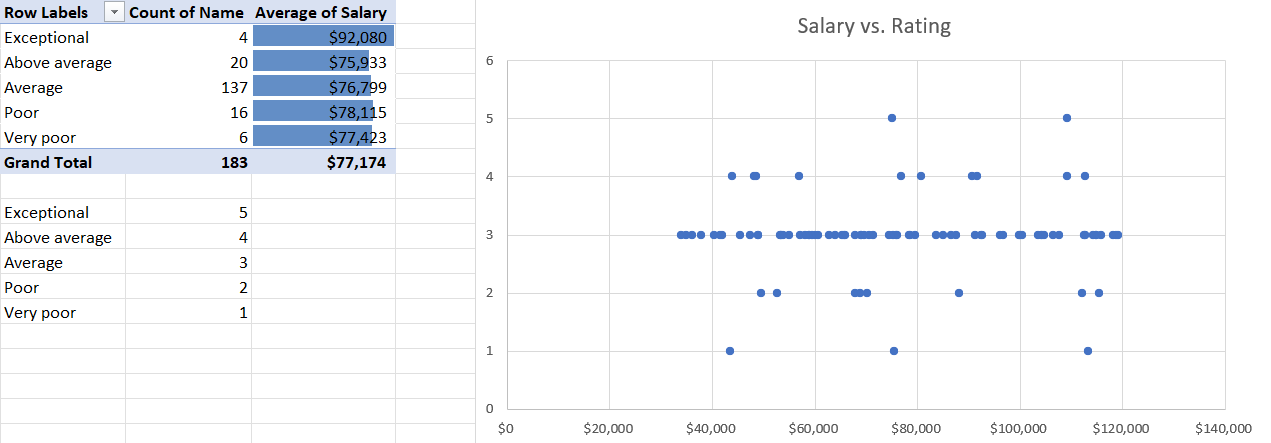 Row Labels Count of Name Average of Salary
Exceptional 4 $92,080
Above average 20 $75,933
Average 137 $76,799
Poor 16 $78,115
Very poor 6 $77,423
Grand Total 183 $77,174
Exceptional 5
Above average 4
Average 3
Poor 2
Very poor 1
Salary vs. Rating
6
5
4
3
2
1
0
$0 $20,000 $40,000 $60,000 $80,000 $100,000 $120,000 $140,000